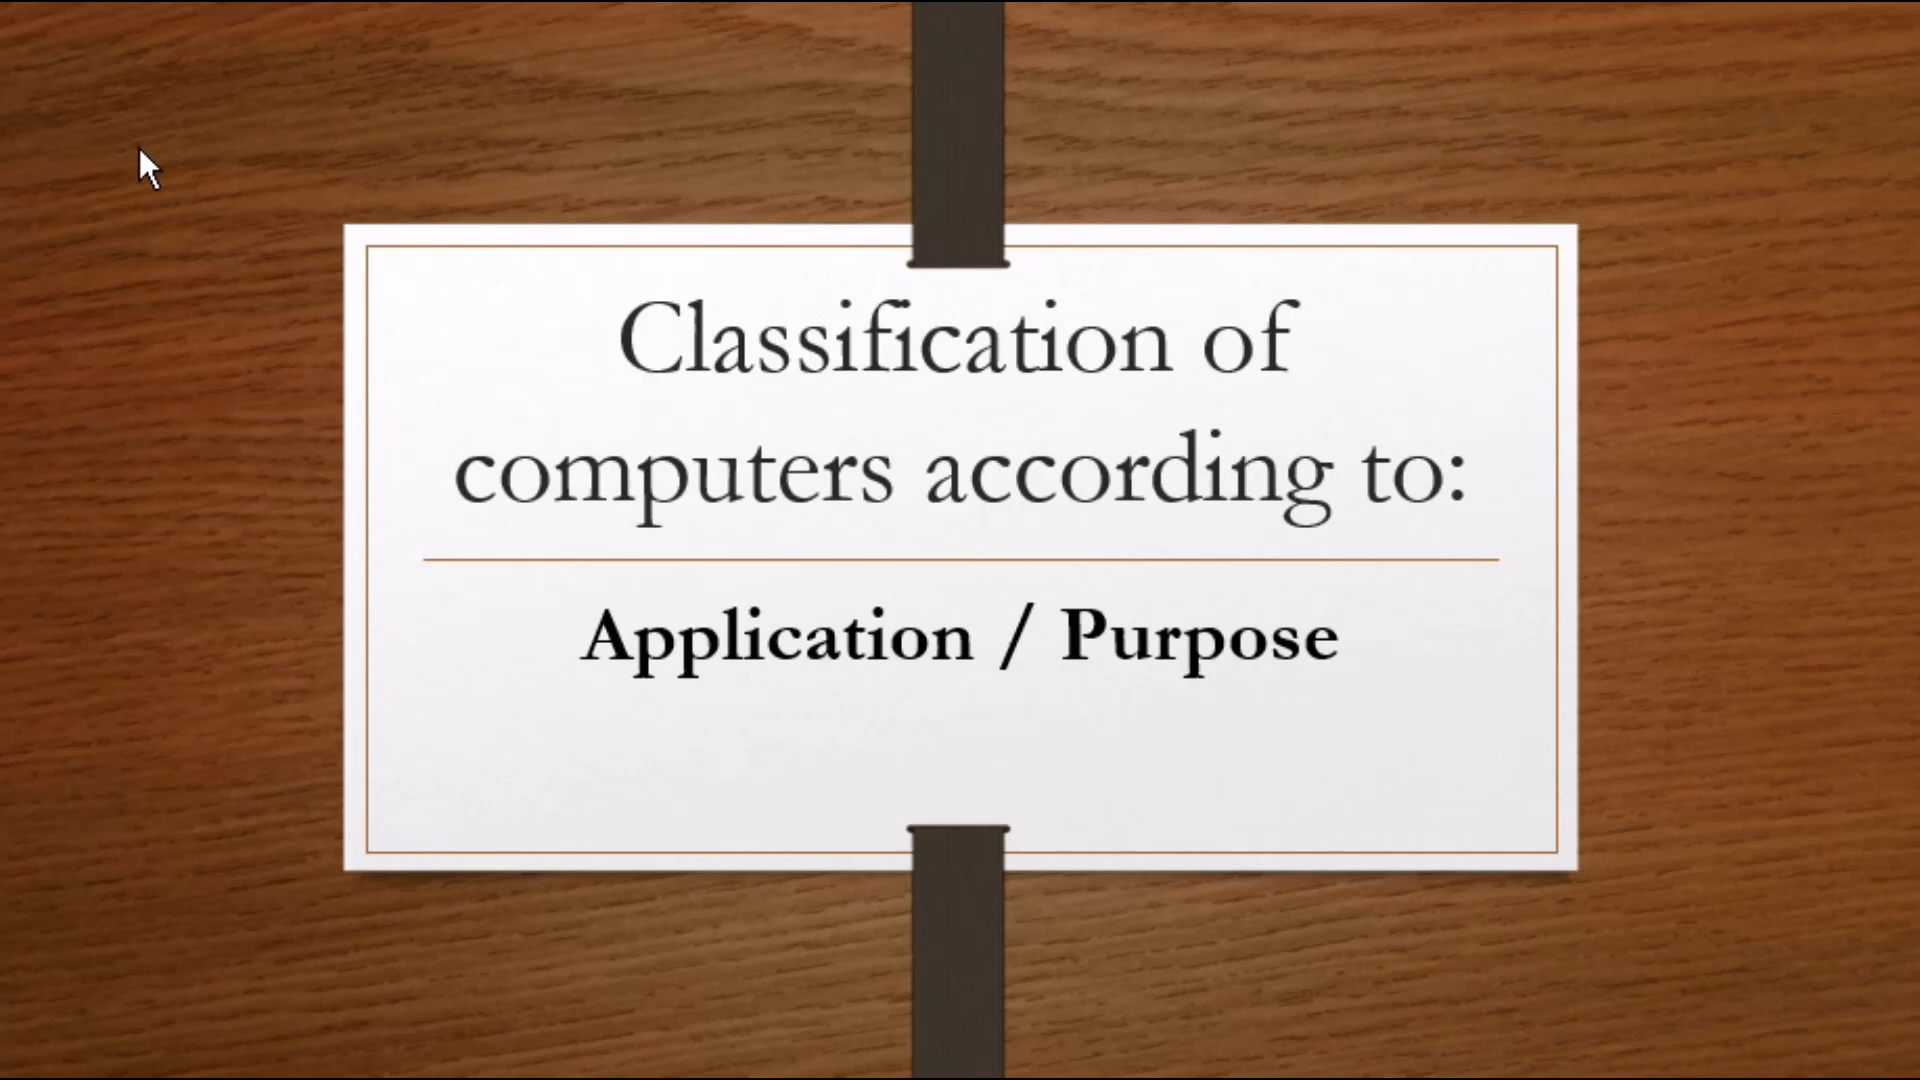 Classification of
computers according to:
Application / Purpose